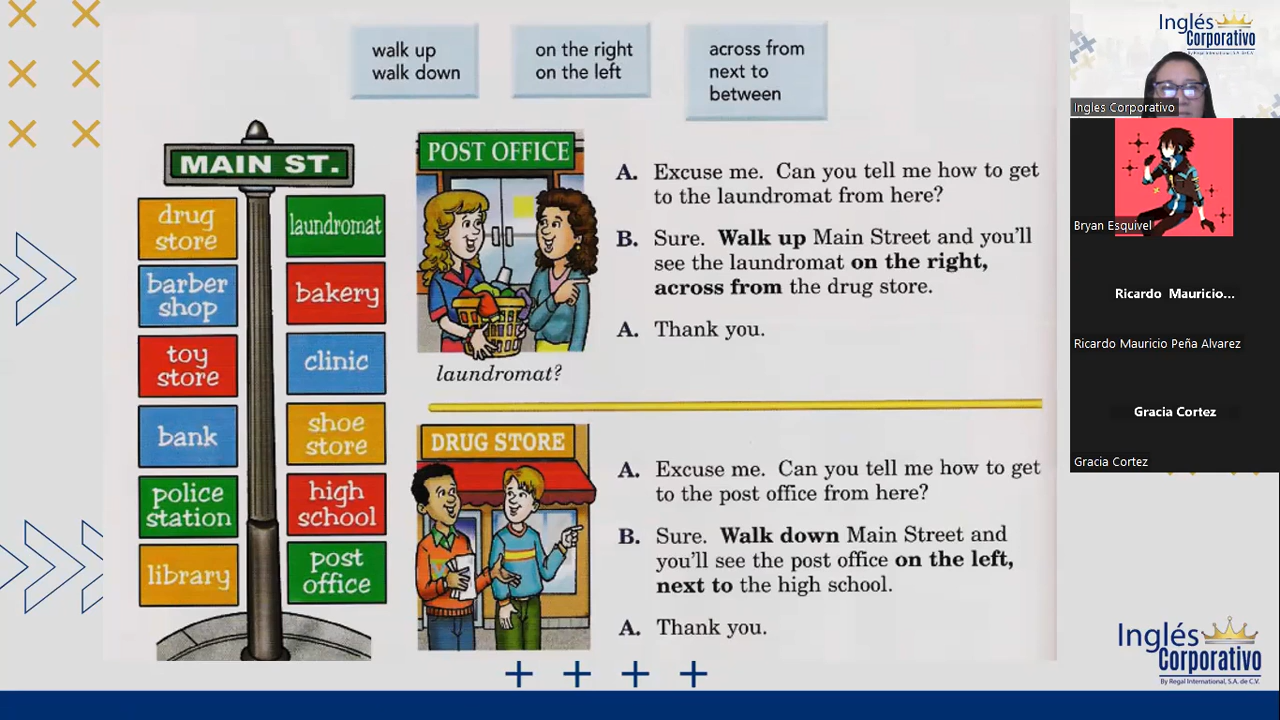 walk up
walk down
on the right
on the left
across from
next to
between
MAIN ST.
drug
store
barber
shop
toy
store
bank
police
station
library
laundromat
bakery
clinic
shoe
store
high
school
post
office
POST OFFICE
laundromat?
A. Excuse me. Can you tell me how to get
to the laundromat from here?
B. Sure. Walk up Main Street and you'll
see the laundromat on the right,
across from the drug store.
A. Thank you.
DRUG STORE
A. Excuse me. Can you tell me how to get
to the post office from here?
B. Sure. Walk down Main Street and
you'll see the post office on the left,
next to the high school.
A. Thank you.
Inglés
Corporativo
By Regal International, S.A. de C.V.
Ingles Corporativo
Bryan Esquivel
Ricardo Mauricio...
Ricardo Mauricio Peña Alvarez
Gracia Cortez
Gracia Cortez
Inglés
Corporativo
By Regal International, S.A. de C.V.